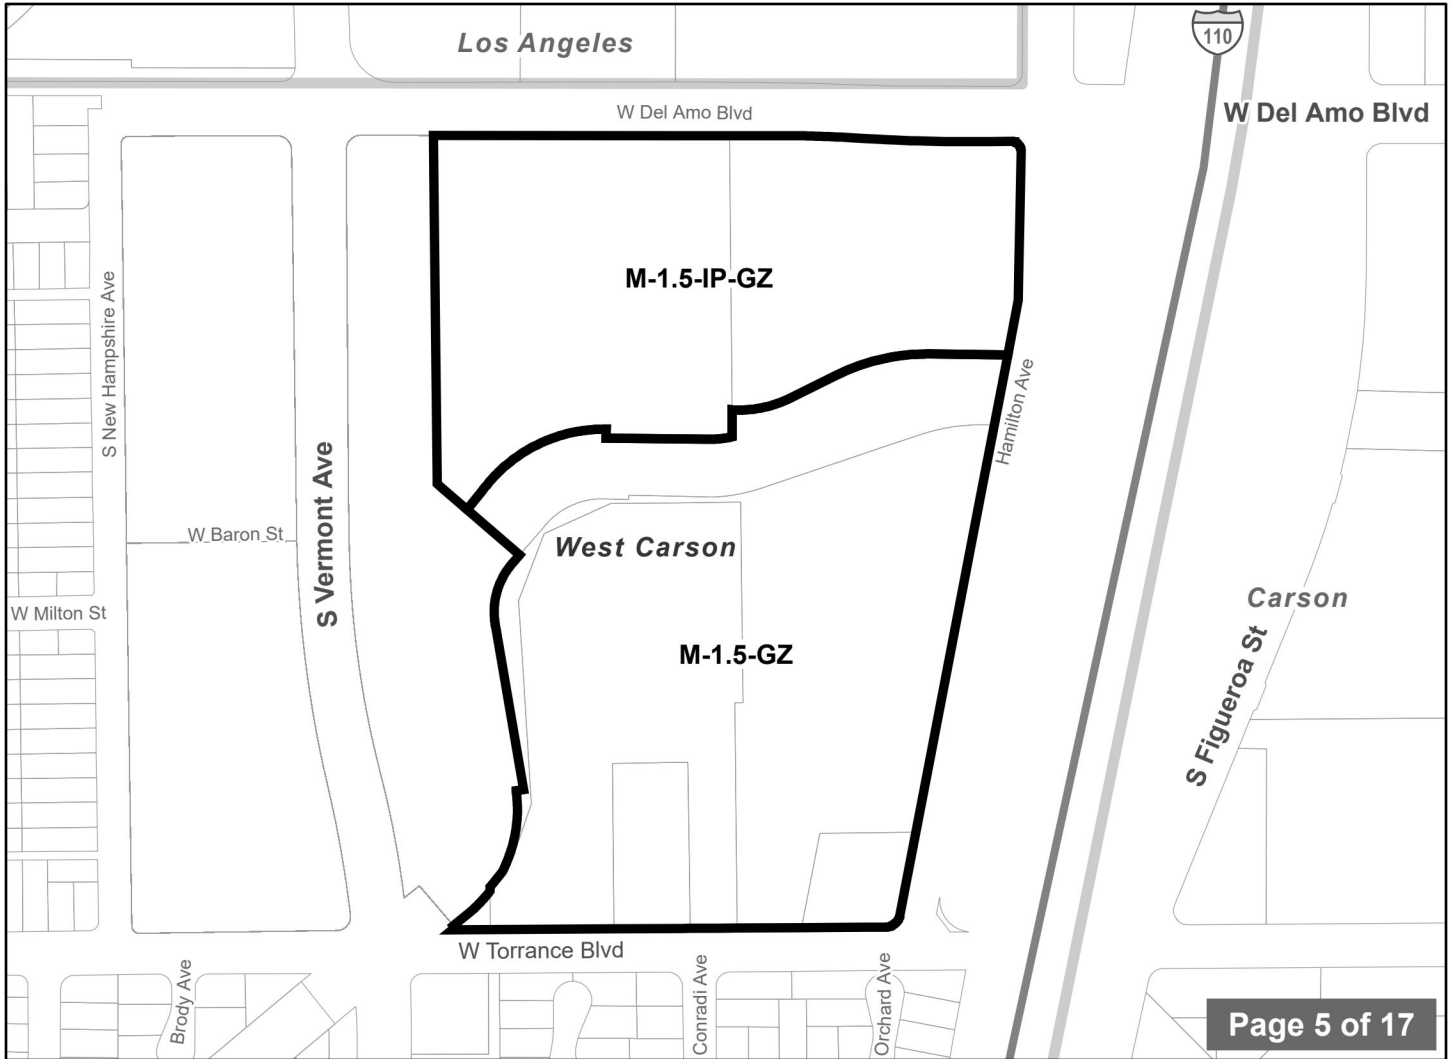 Los Angeles
110
W Del Amo Blvd
W Del Amo Blvd
M-1.5-IP-GZ
S New Hampshire Ave
Hamilton Ave
S Vermont Ave
W Baron St
West Carson
W Milton St
Carson
M-1.5-GZ
S Figueroa St
W Torrance Blvd
Brody Ave
Conradi Ave
Orchard Ave
Page 5 of 17